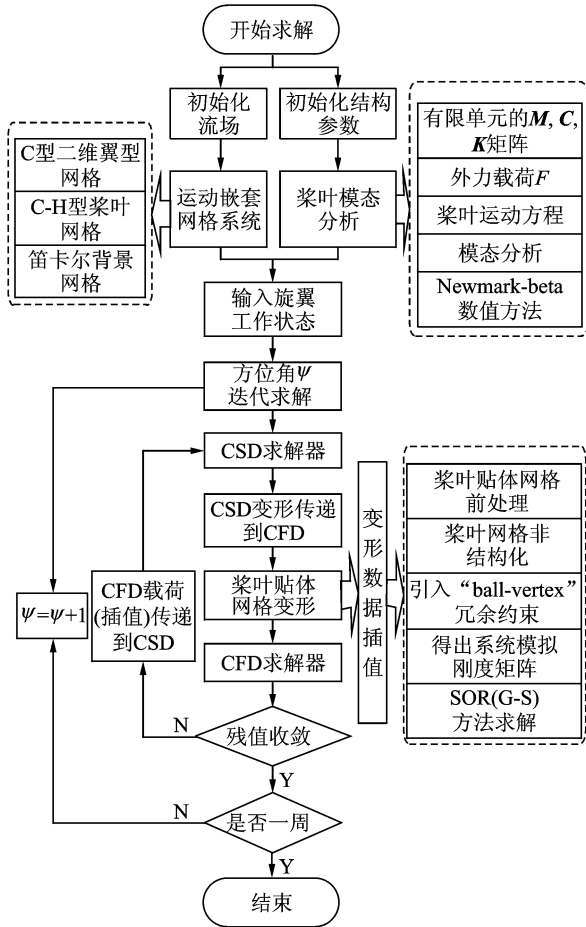 开始求解
初始化
流场
初始化结构
参数
C型二维翼型
网格
C-H型桨叶
网格
笛卡尔背景
网格
运动嵌套
网格系统
桨叶模态
分析
有限单元的M, C,
K矩阵
外力载荷F
桨叶运动方程
模态分析
Newmark-beta
数值方法
输入旋翼
工作状态
方位角ψ
迭代求解
CSD求解器
CSD变形传递
到CFD
桨叶贴体
网格变形
CFD求解器
ψ=ψ+1
CFD载荷
(插值)传递
到CSD
变
形
数
据
插
值
桨叶贴体网格
前处理
桨叶网格非
结构化
引入“ball-vertex”
冗余约束
得出系统模拟
刚度矩阵
SOR(G-S)
方法求解
N
残值收敛
Y
N
是否一周
Y
结束